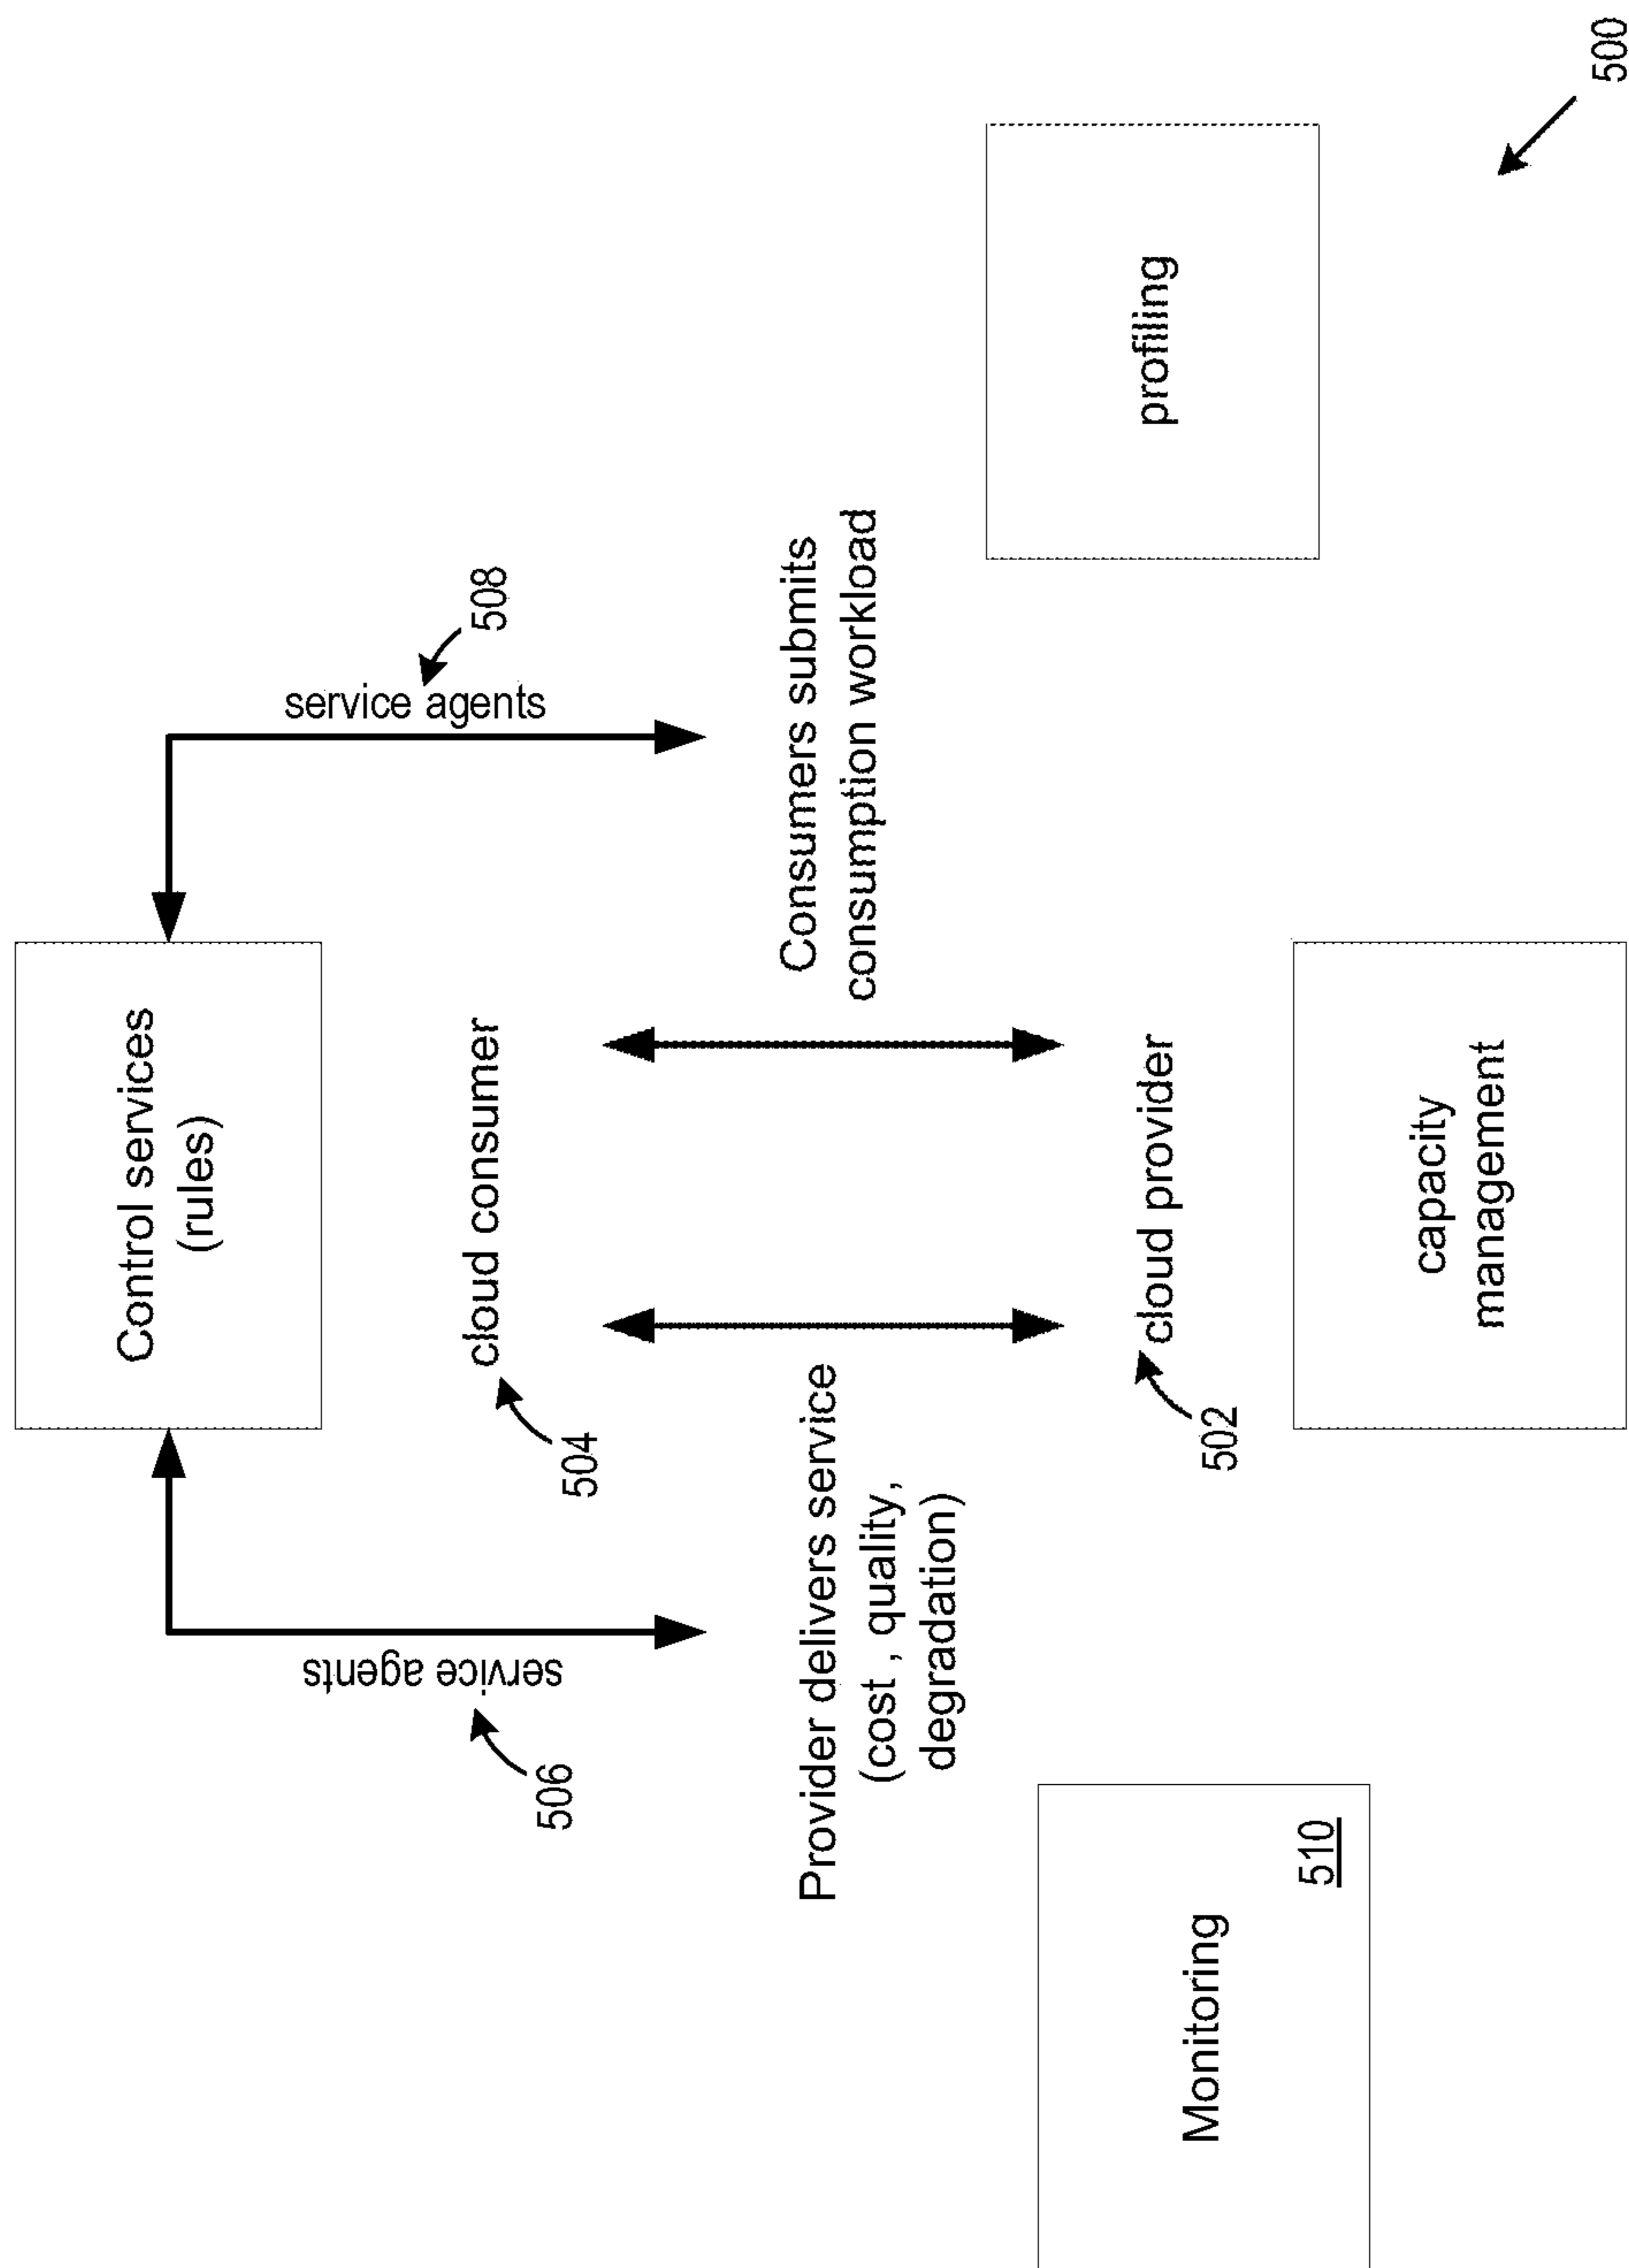 Control services
(rules)
service agents
506
cloud consumer
504
service agents
508
Provider delivers service
(cost , quality,
degradation)
Consumers submits
consumption workload
Monitoring
510
cloud provider
502
profiling
capacity
management
500